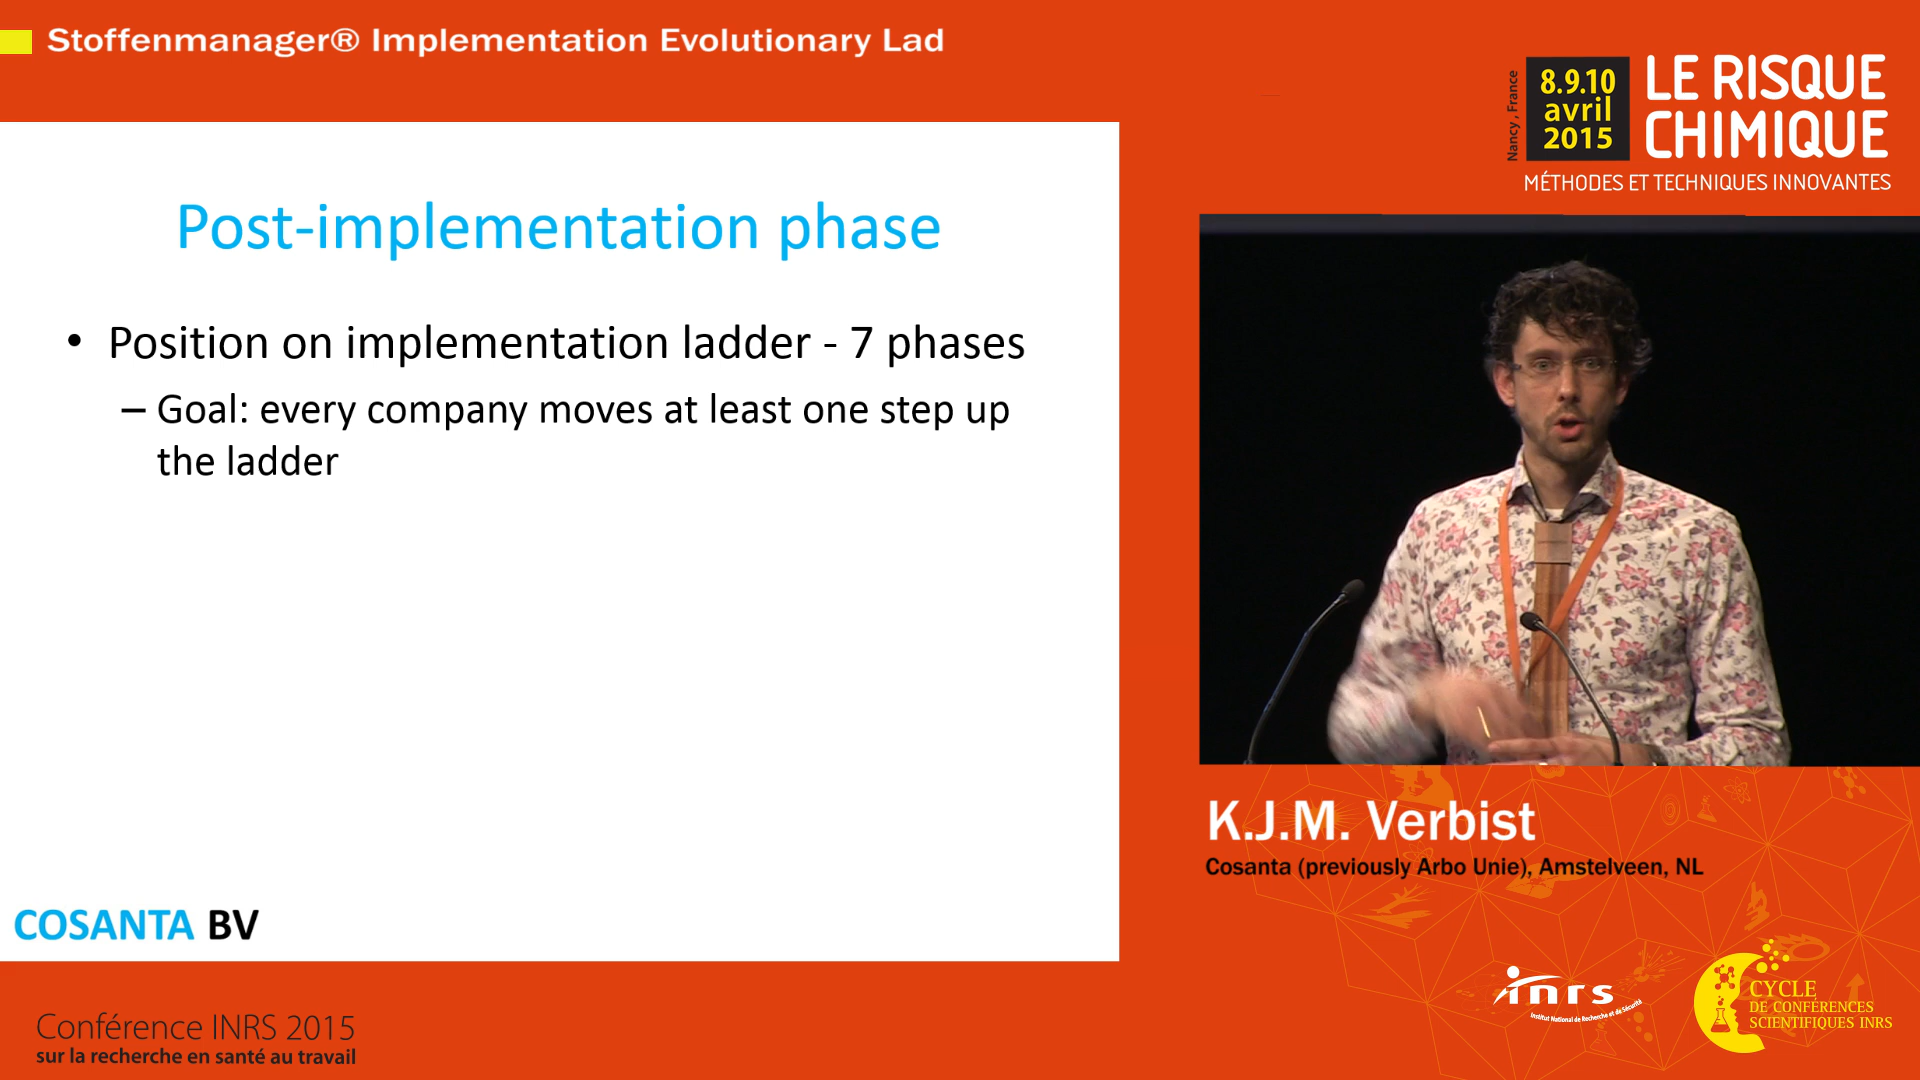 Stoffenmanager® Implementation Evolutionary Lad
Nancy, France
8.9.10
avril
2015
LE RISQUE
CHIMIQUE
MÉTHODES ET TECHNIQUES INNOVANTES
Post-implementation phase
• Position on implementation ladder - 7 phases
– Goal: every company moves at least one step up
the ladder
COSANTA BV
K.J.M. Verbist
Cosanta (previously Arbo Unie), Amstelveen, NL
Conférence INRS 2015
sur la recherche en santé au travail
inrs
Institut National de Recherche et de Sécurité
CYCLE
DE CONFÉRENCES
SCIENTIFIQUES INRS